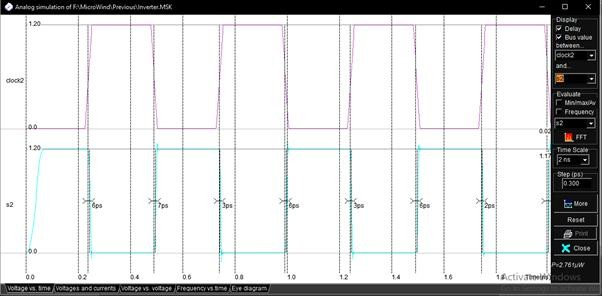 Analog simulation of F:\MicroWind\Previous\Inverter.MSK
1.20
clock2
0.0
0.02
1.20
1.17
s2
6ps 7ps 3ps 6ps 3ps 6ps 2ps
0.0
0.0 0.2 0.4 0.6 0.8 1.0 1.2 1.4 1.6 1.8
Voltage vs. time Voltages and currents Voltage vs. voltage Frequency vs time Eye diagram
Display
Delay
Bus value
between...
clock2
and...
s2
Evaluate
Min/max/Av
Frequency
s2
FFT
Time Scale
2 ns
Step (ps)
0.300
More
Reset
Print
Close
P=2.761µW
Activate Windows